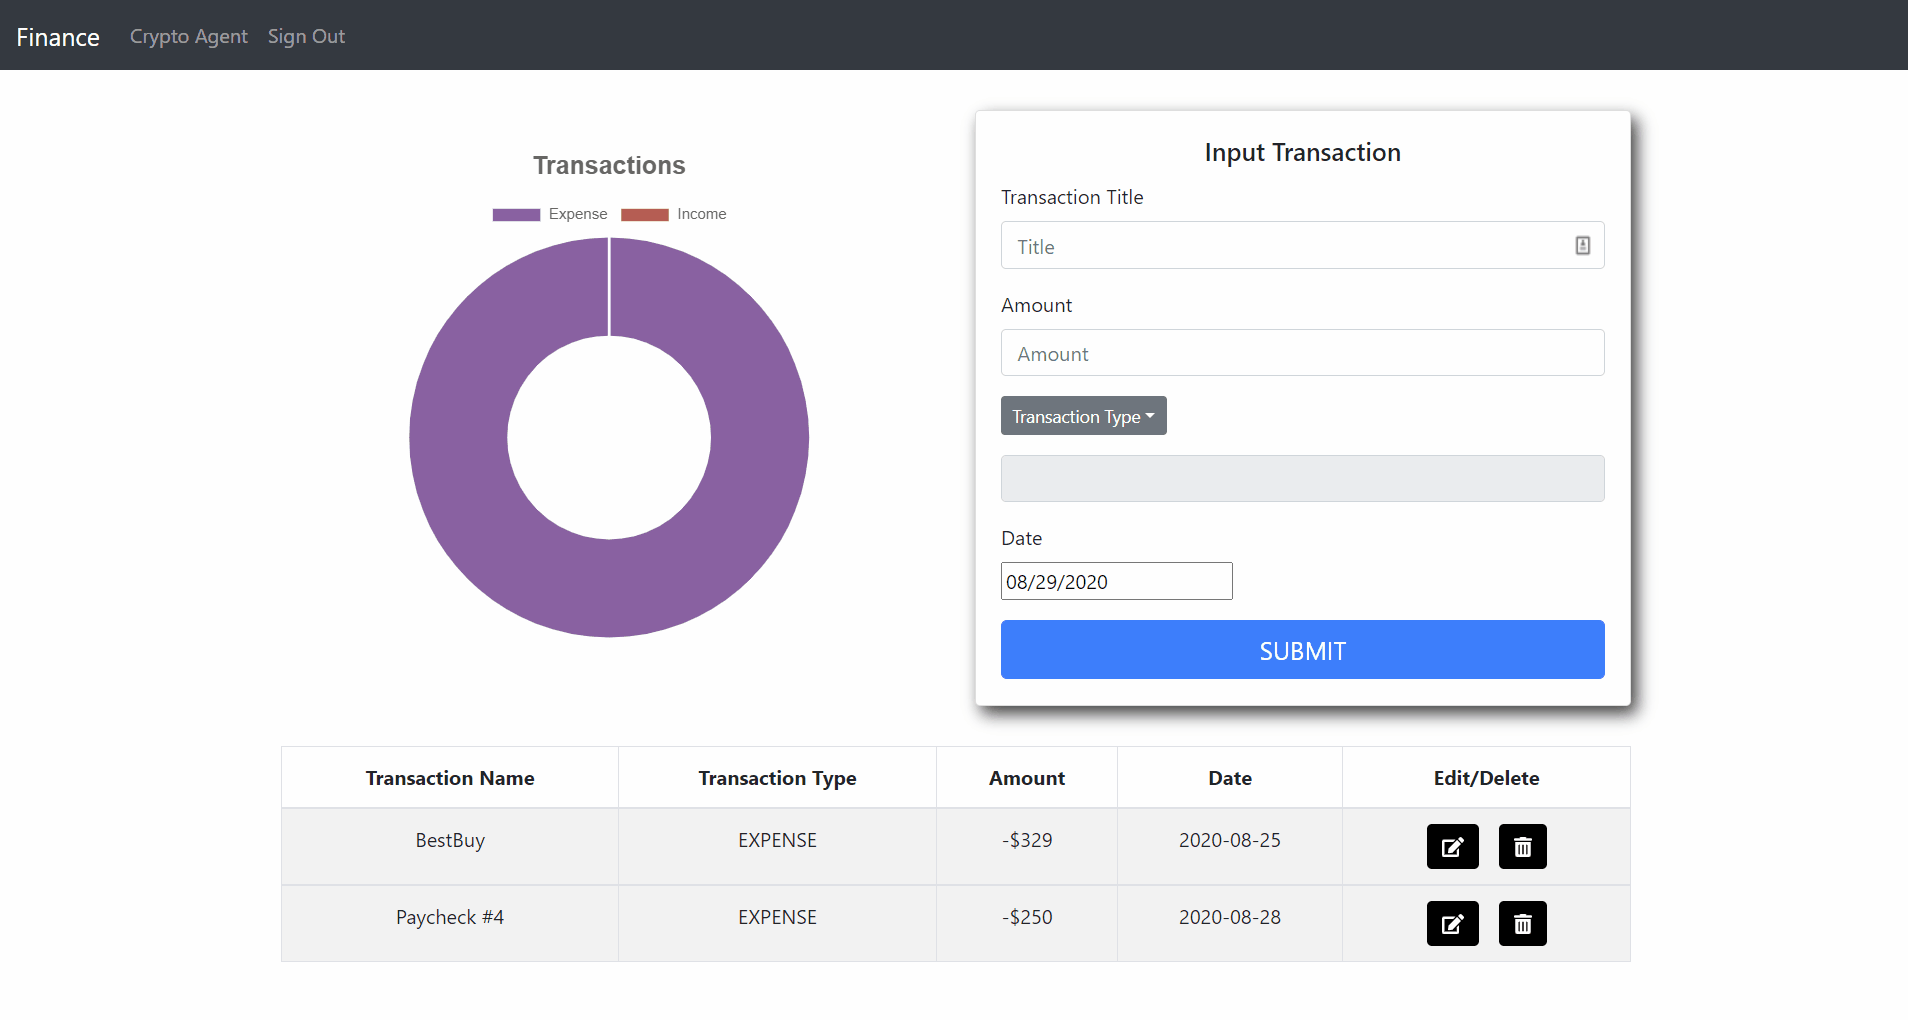 Finance Crypto Agent Sign Out
Transactions
Expense Income
Input Transaction
Transaction Title
Title
Amount
Amount
Transaction Type
Date
08/29/2020
SUBMIT
Transaction Name Transaction Type Amount Date Edit/Delete
BestBuy EXPENSE -$329 2020-08-25
Paycheck #4 EXPENSE -$250 2020-08-28